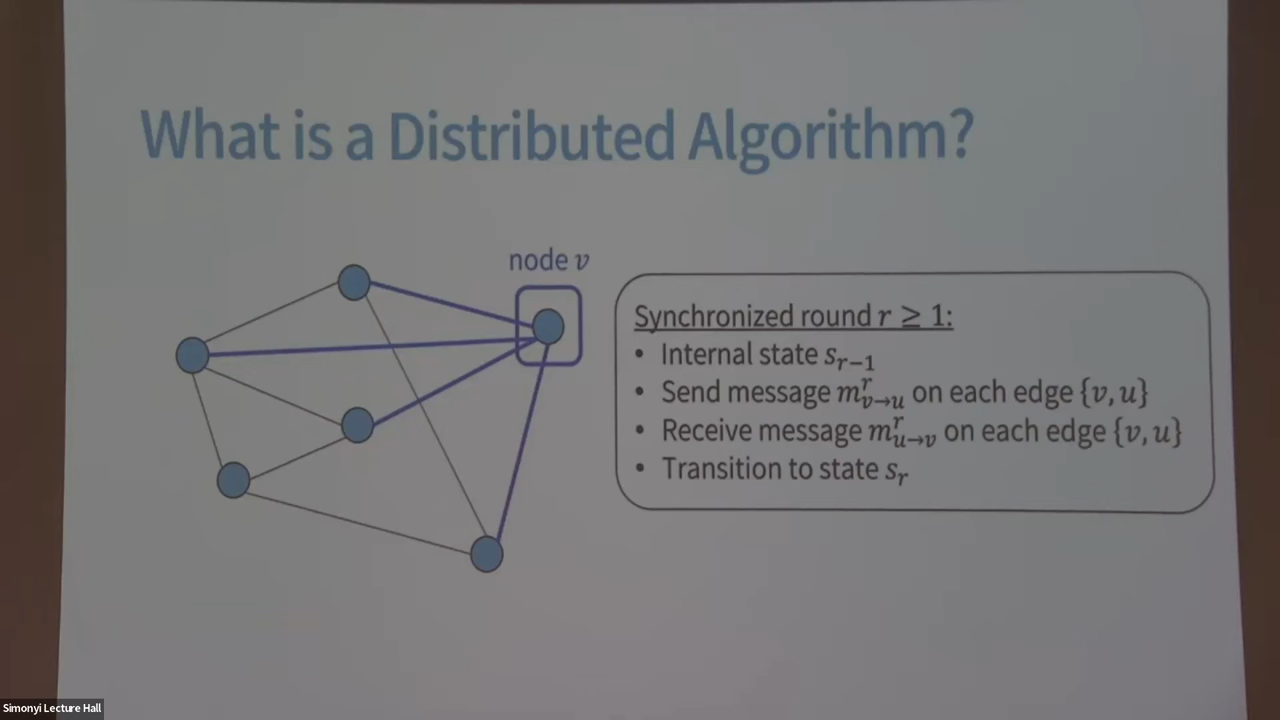 What is a Distributed Algorithm?
node v
Synchronized round r ≥ 1:
• Internal state s_{r−1}
• Send message m^r_{v→u} on each edge {v, u}
• Receive message m^r_{u→v} on each edge {v, u}
• Transition to state s_r
Simonyi Lecture Hall